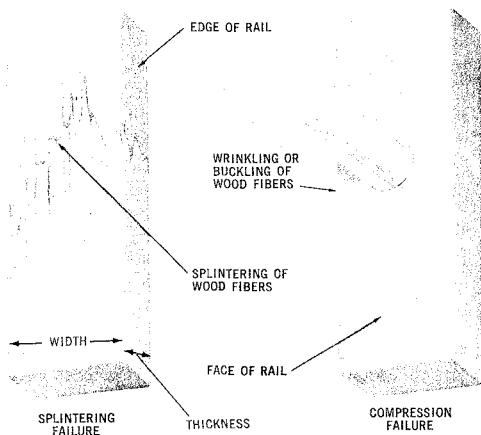 EDGE OF RAIL
WRINKLING OR
BUCKLING OF
WOOD FIBERS
SPLINTERING OF
WOOD FIBERS
WIDTH
FACE OF RAIL
SPLINTERING
FAILURE
THICKNESS
COMPRESSION
FAILURE